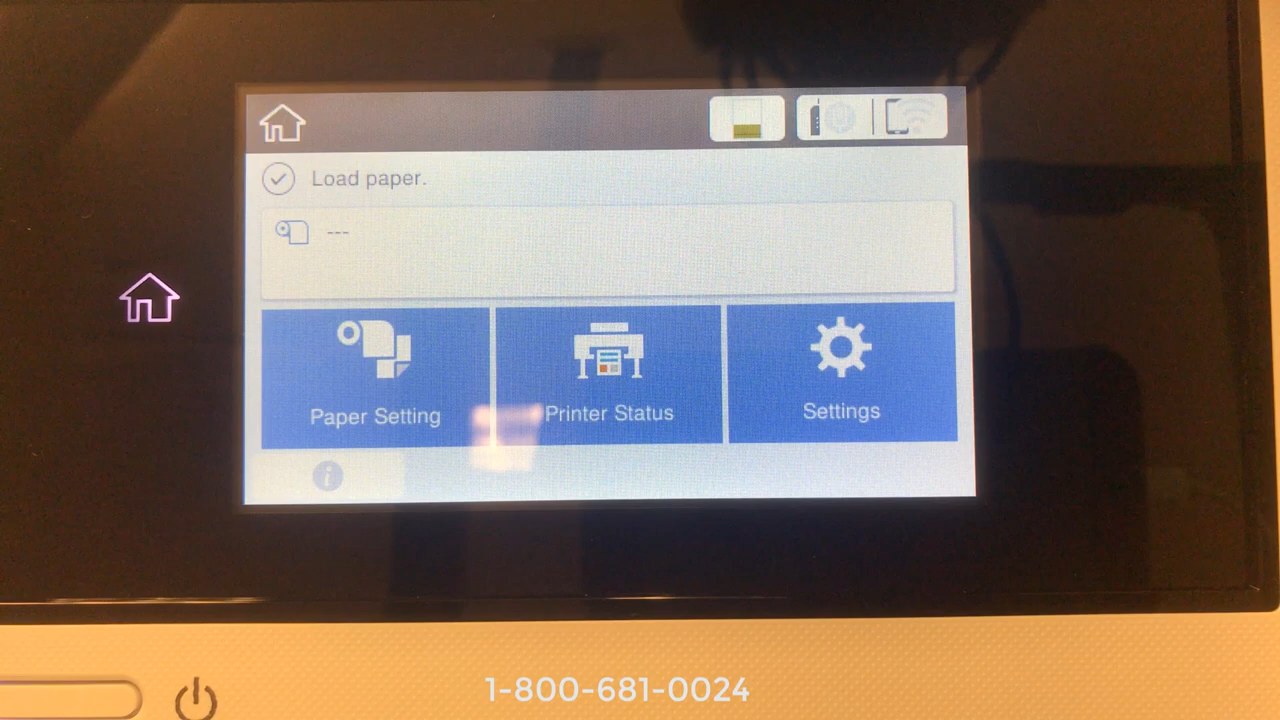 Load paper.
---
Paper Setting
Printer Status
Settings
i
1-800-681-0024